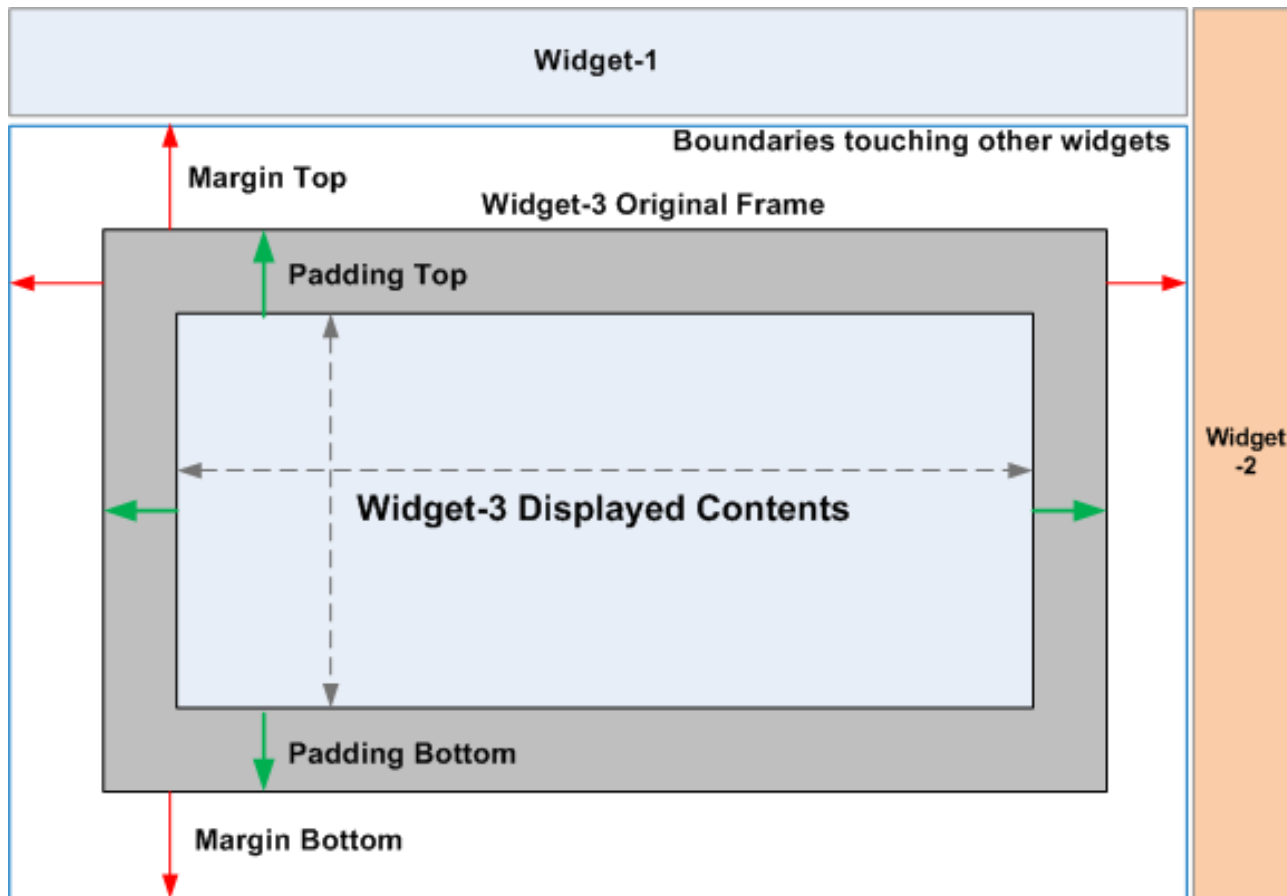 Widget-1
Boundaries touching other widgets
Margin Top
Widget-3 Original Frame
Padding Top
Widget
-2
Widget-3 Displayed Contents
Padding Bottom
Margin Bottom